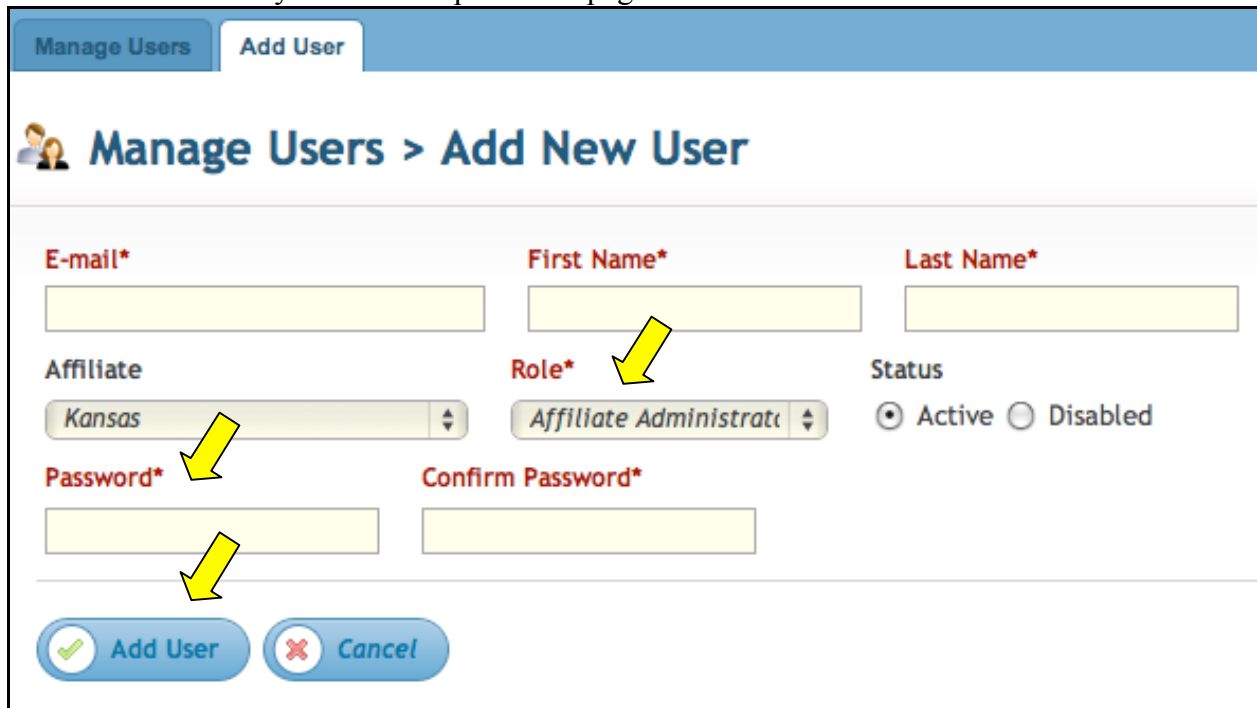 Manage Users Add User
Manage Users > Add New User
E-mail* First Name* Last Name*
Affiliate Role* Status
Kansas Affiliate Administrat Active Disabled
Password* Confirm Password*
Add User Cancel